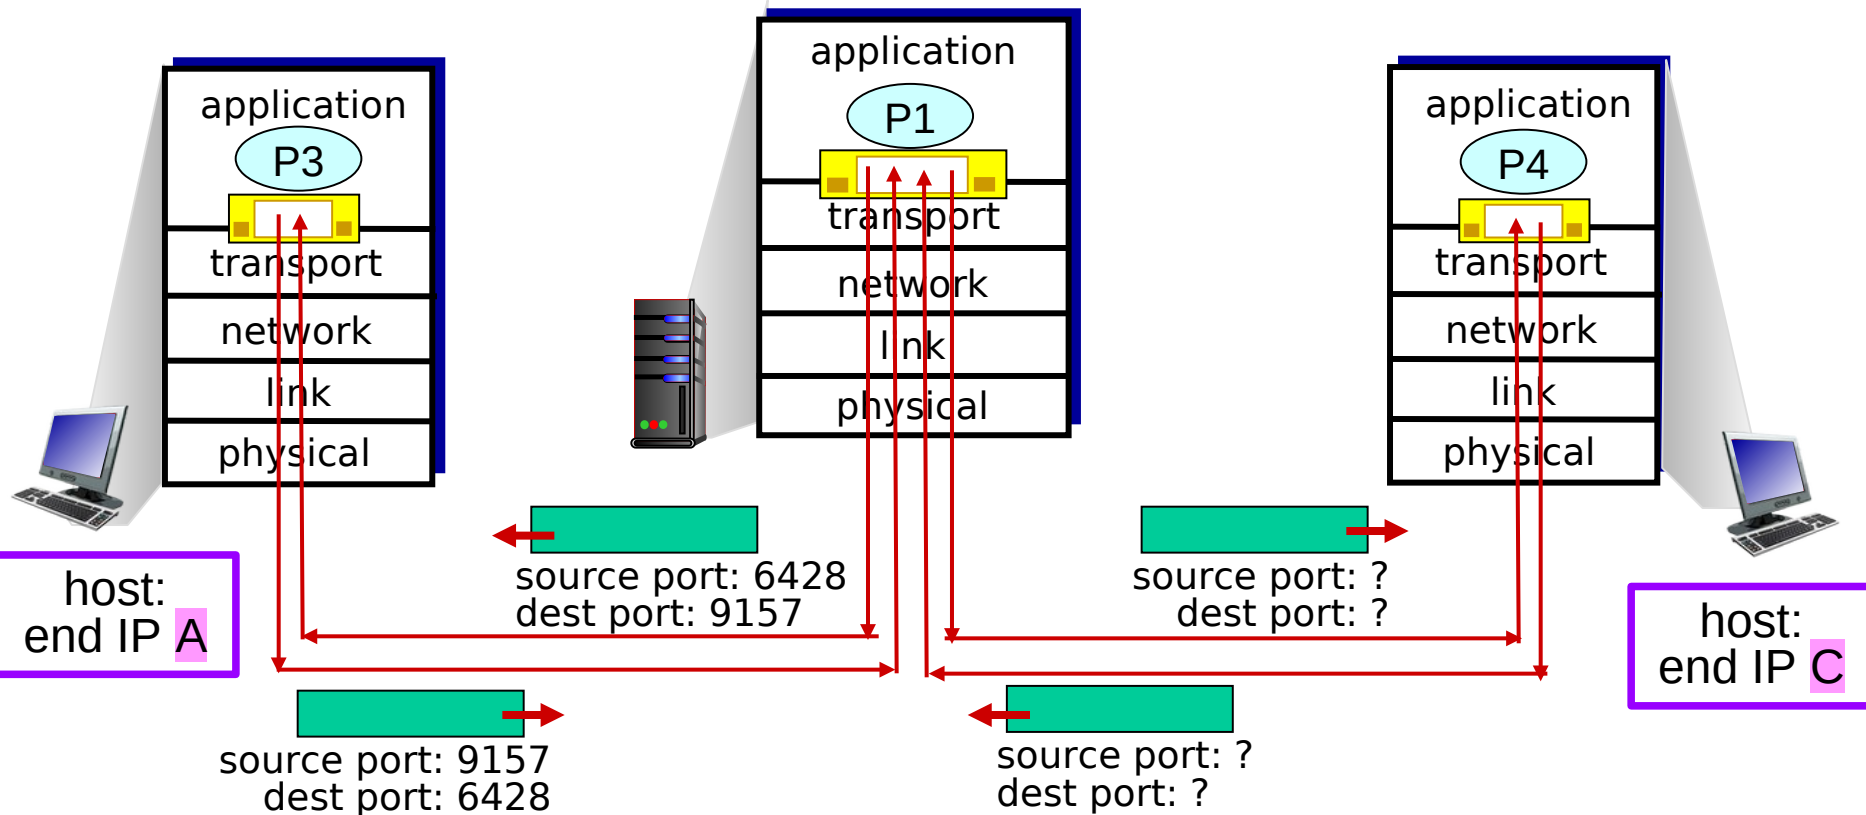 application
P3
transport
network
link
physical
host:
end IP A
application
P1
transport
network
link
physical
application
P4
transport
network
link
physical
host:
end IP C
source port: 6428
dest port: 9157
source port: ?
dest port: ?
source port: 9157
dest port: 6428
source port: ?
dest port: ?